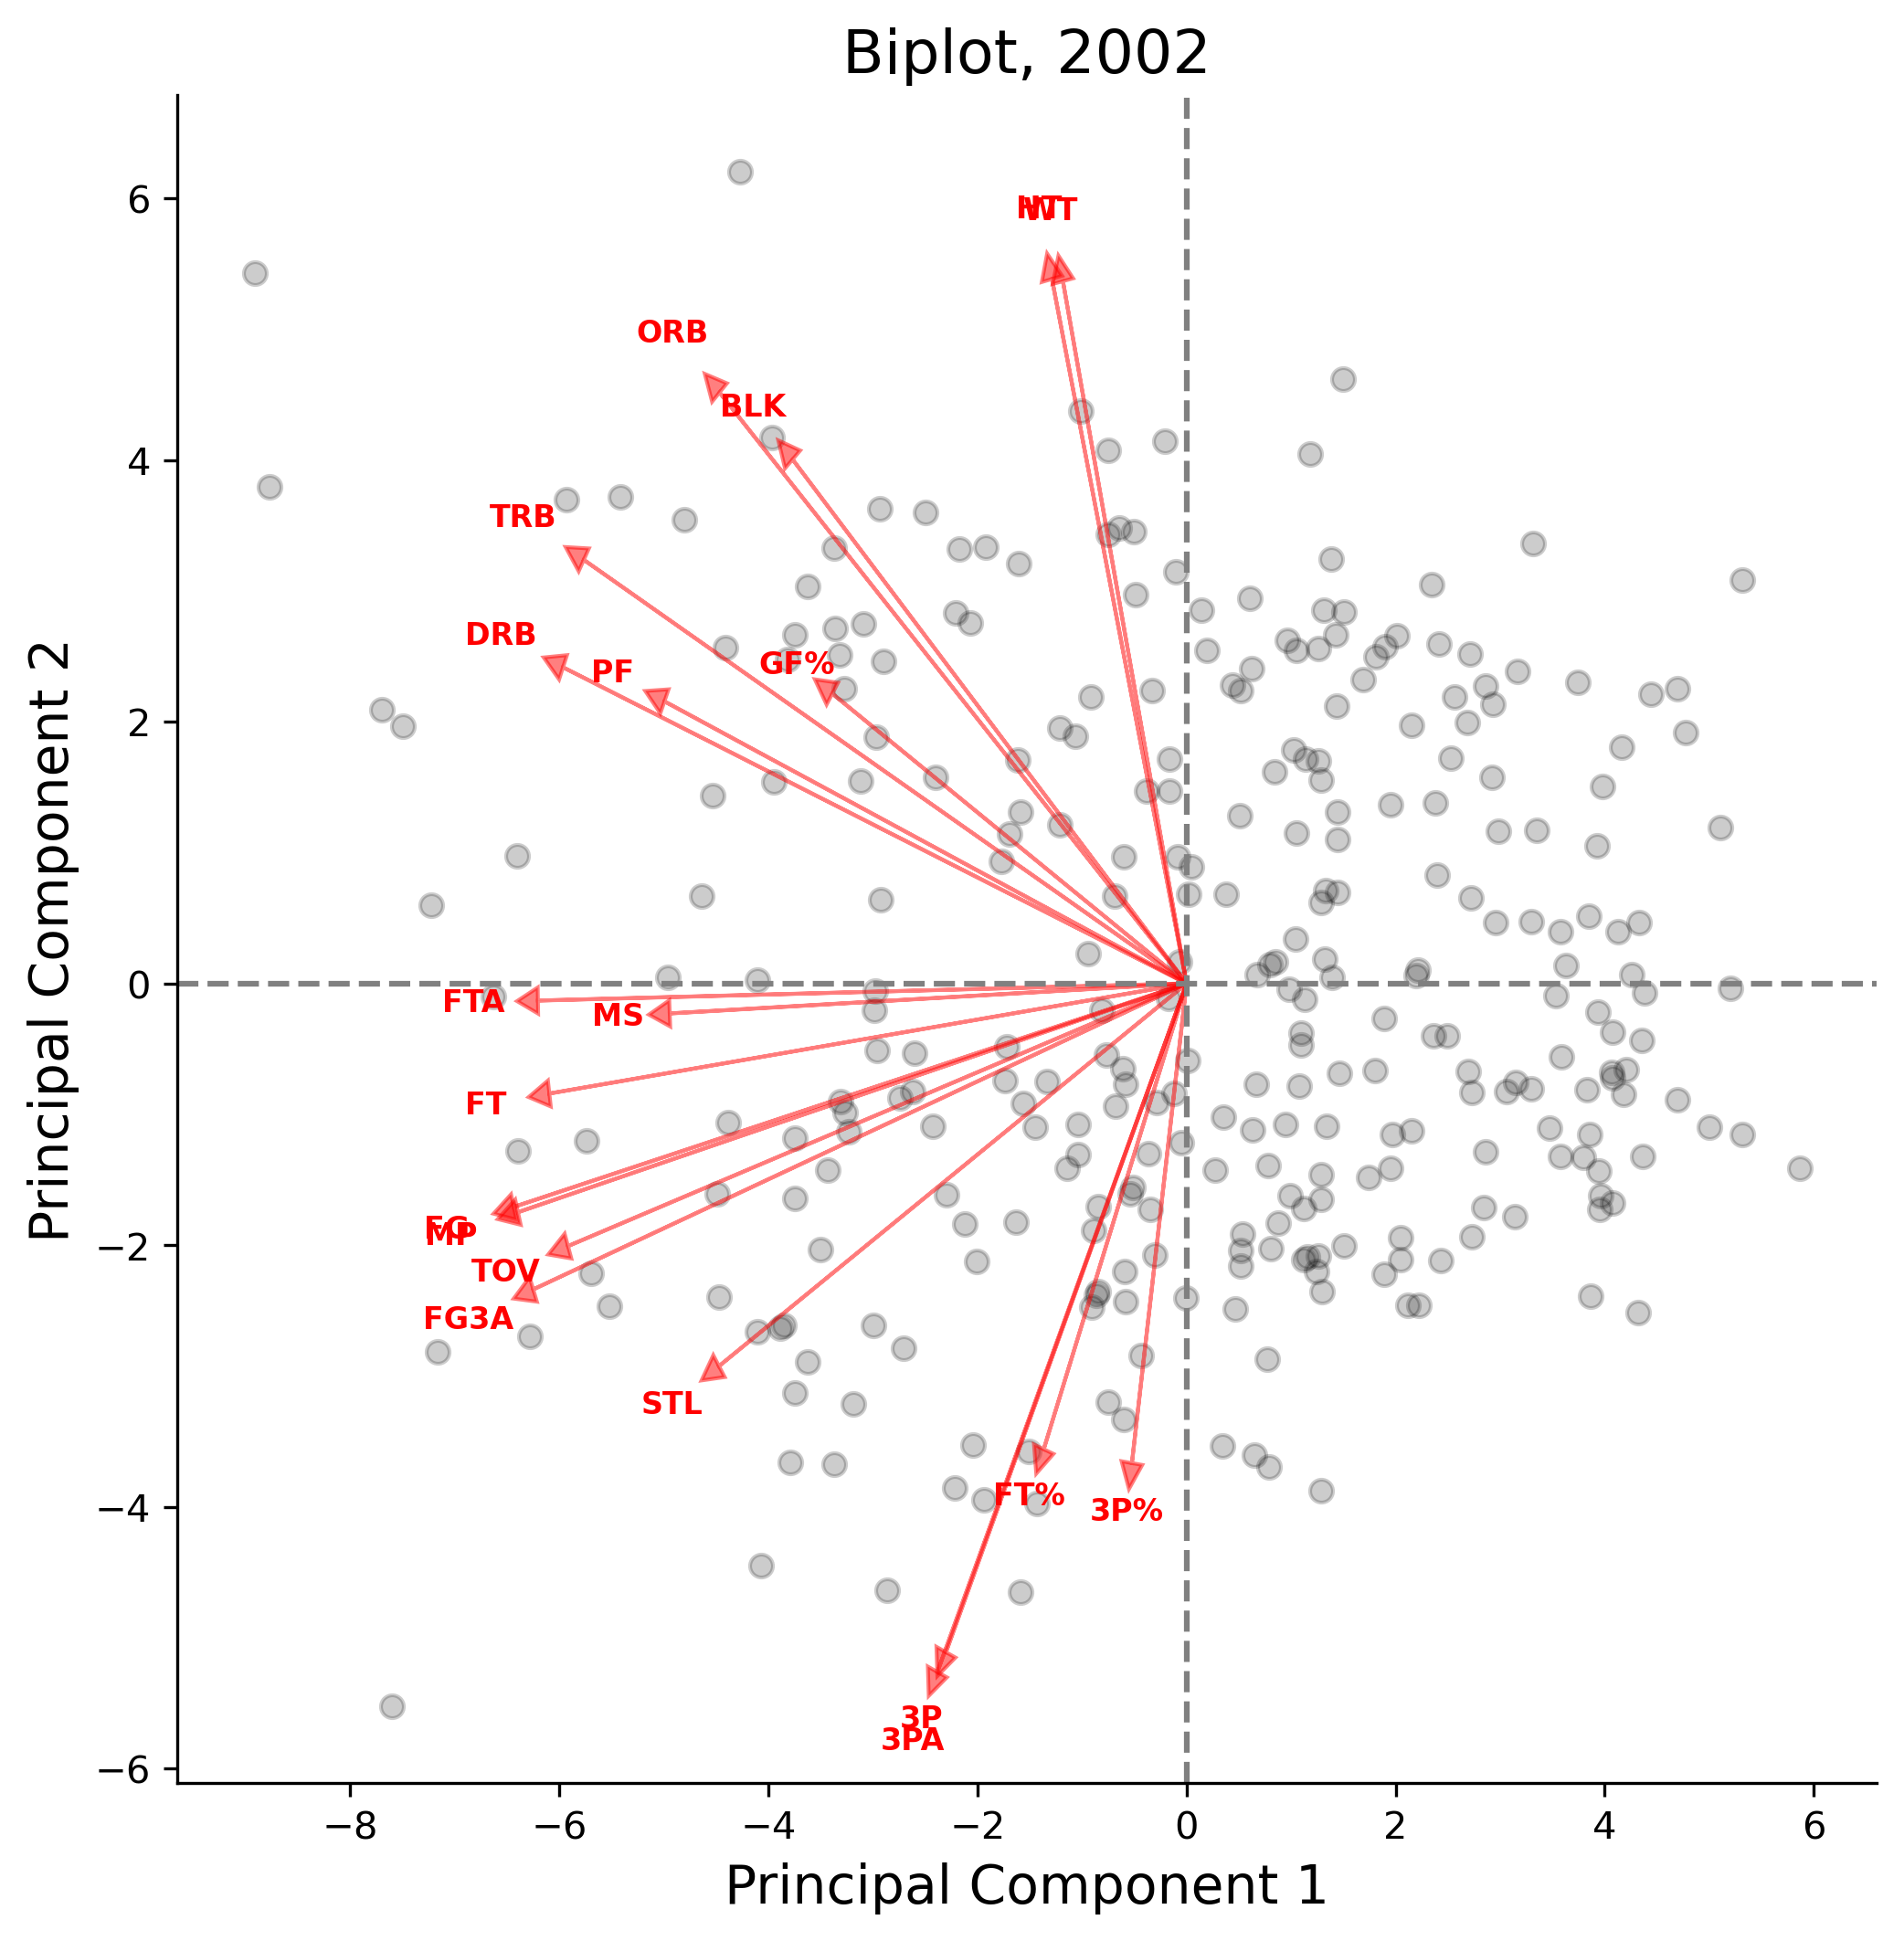 Biplot, 2002
Principal Component 2
6
4
2
0
−2
−4
−6
HT
WT
ORB
BLK
TRB
DRB
PF
GF%
FTA
MS
FT
FG
MP
TOV
FG3A
STL
FT%
3P%
3P
3PA
−8
−6
−4
−2
0
2
4
6
Principal Component 1